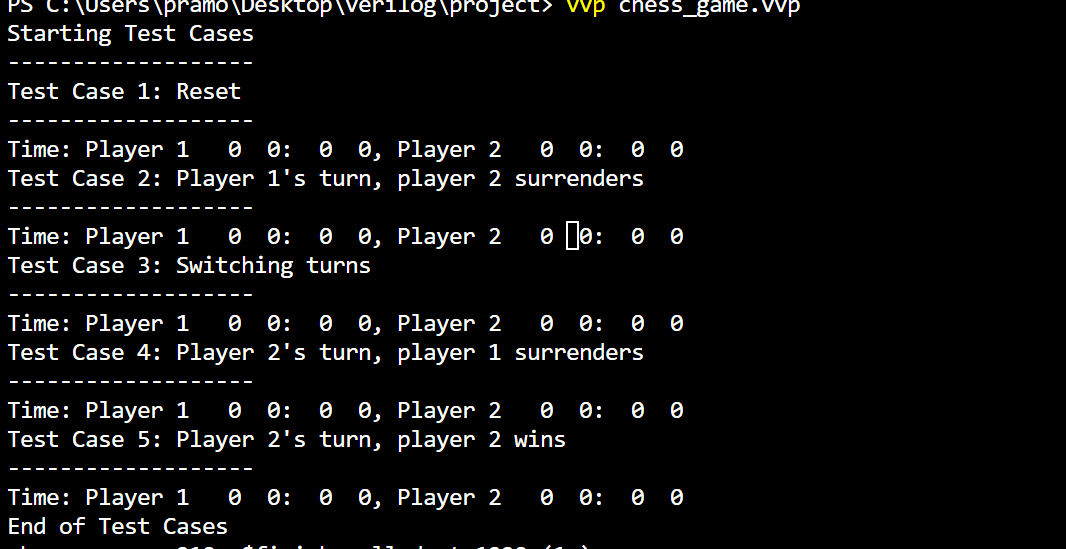 PS C:\Users\pramo\Desktop\verilog\project> vvp chess_game.vvp
Starting Test Cases
-------------------
Test Case 1: Reset
-------------------
Time: Player 1   0  0:  0  0, Player 2   0  0:  0  0
Test Case 2: Player 1's turn, player 2 surrenders
-------------------
Time: Player 1   0  0:  0  0, Player 2   0  0:  0  0
Test Case 3: Switching turns
-------------------
Time: Player 1   0  0:  0  0, Player 2   0  0:  0  0
Test Case 4: Player 2's turn, player 1 surrenders
-------------------
Time: Player 1   0  0:  0  0, Player 2   0  0:  0  0
Test Case 5: Player 2's turn, player 2 wins
-------------------
Time: Player 1   0  0:  0  0, Player 2   0  0:  0  0
End of Test Cases